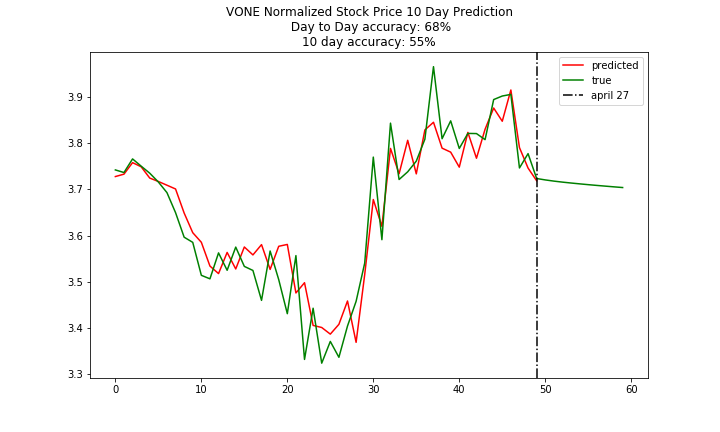 VONE Normalized Stock Price 10 Day Prediction
Day to Day accuracy: 68%
10 day accuracy: 55%
predicted
true
april 27
3.9
3.8
3.7
3.6
3.5
3.4
3.3
0
10
20
30
40
50
60